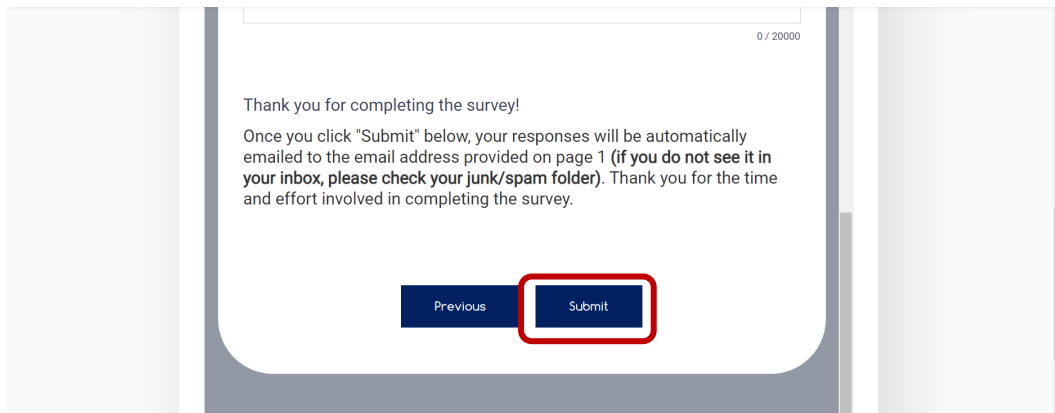 0 / 20000
Thank you for completing the survey!
Once you click "Submit" below, your responses will be automatically
emailed to the email address provided on page 1 (if you do not see it in
your inbox, please check your junk/spam folder). Thank you for the time
and effort involved in completing the survey.
Previous
Submit